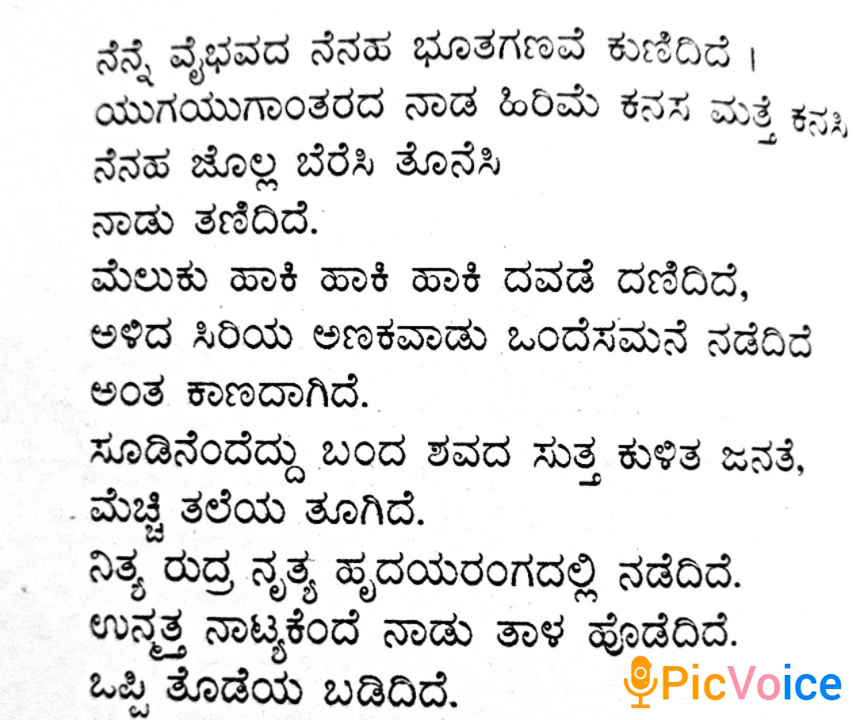 ನೆನ್ನೆ ವೈಭವದ ನೆನಹ ಭೂತಗಣವೆ ಕುಣಿದಿದೆ |
ಯುಗಯುಗಾಂತರದ ನಾಡ ಹಿರಿಮೆ ಕನಸ ಮತ್ತೆ ಕನಸಿ
ನೆನಹ ಜೊಲ್ಲ ಬೆರೆಸಿ ತೊನೆಸಿ
ನಾಡು ತಣಿದಿದೆ.
ಮೆಲುಕು ಹಾಕಿ ಹಾಕಿ ಹಾಕಿ ದವಡೆ ದಣಿದಿದೆ,
ಅಳಿದ ಸಿರಿಯ ಅಣಕವಾಡು ಒಂದೆಸಮನೆ ನಡೆದಿದೆ
ಅಂತ ಕಾಣದಾಗಿದೆ.
ಸೂಡಿನೆಂದೆದ್ದು ಬಂದ ಶವದ ಸುತ್ತ ಕುಳಿತ ಜನತೆ,
ಮೆಚ್ಚಿ ತಲೆಯ ತೂಗಿದೆ.
ನಿತ್ಯ ರುದ್ರ ನೃತ್ಯ ಹೃದಯರಂಗದಲ್ಲಿ ನಡೆದಿದೆ.
ಉನ್ಮತ್ತ ನಾಟ್ಯಕೆಂದೆ ನಾಡು ತಾಳ ಹೊಡೆದಿದೆ.
ಒಪ್ಪಿ ತೊಡೆಯ ಬಡಿದಿದೆ.
PicVoice